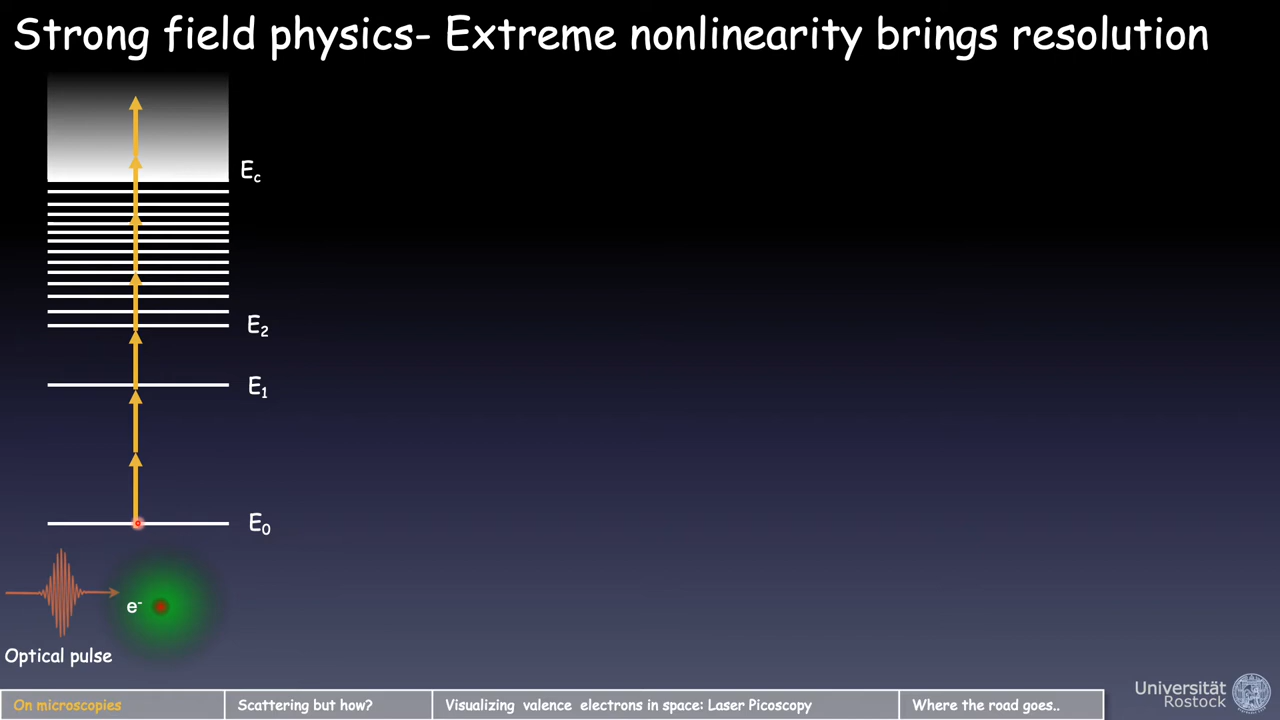 Strong field physics- Extreme nonlinearity brings resolution
Ec
E2
E1
E0
e-
Optical pulse
On microscopies
Scattering but how?
Visualizing valence electrons in space: Laser Picoscopy
Where the road goes..
Universität
Rostock